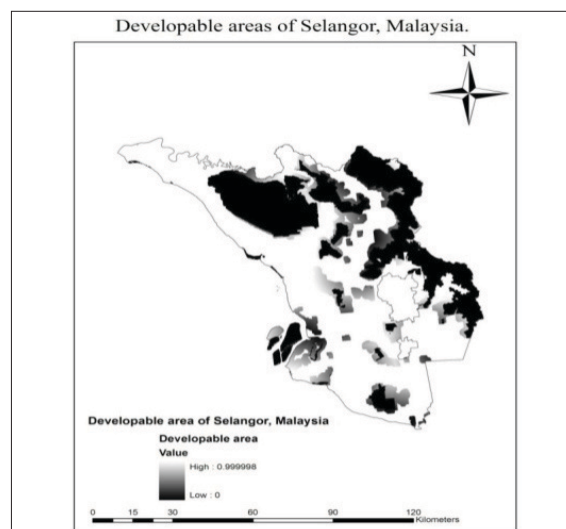 Developable areas of Selangor, Malaysia.
N
Developable area of Selangor, Malaysia
Developable area
Value
High : 0.999998
Low : 0
0 15 30 60 90 120
Kilometers